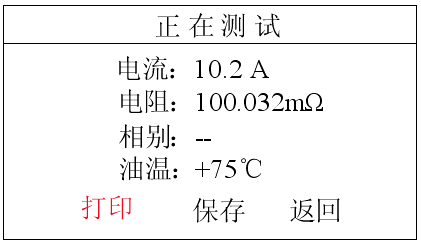 正在测试
电流：10.2 A
电阻：100.032mΩ
相别：--
油温：+75℃
打印 保存 返回